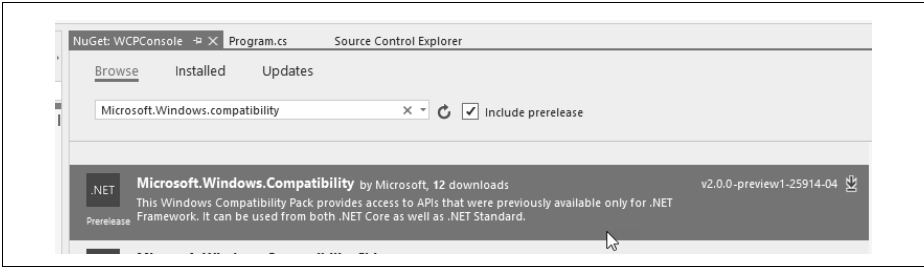 NuGet: WCPConsole Program.cs Source Control Explorer
Browse Installed Updates
Microsoft.Windows.compatibility Include prerelease
.NET Microsoft.Windows.Compatibility by Microsoft, 12 downloads v2.0.0-preview1-25914-04
This Windows Compatibility Pack provides access to APIs that were previously available only for .NET
Prerelease Framework. It can be used from both .NET Core as well as .NET Standard.